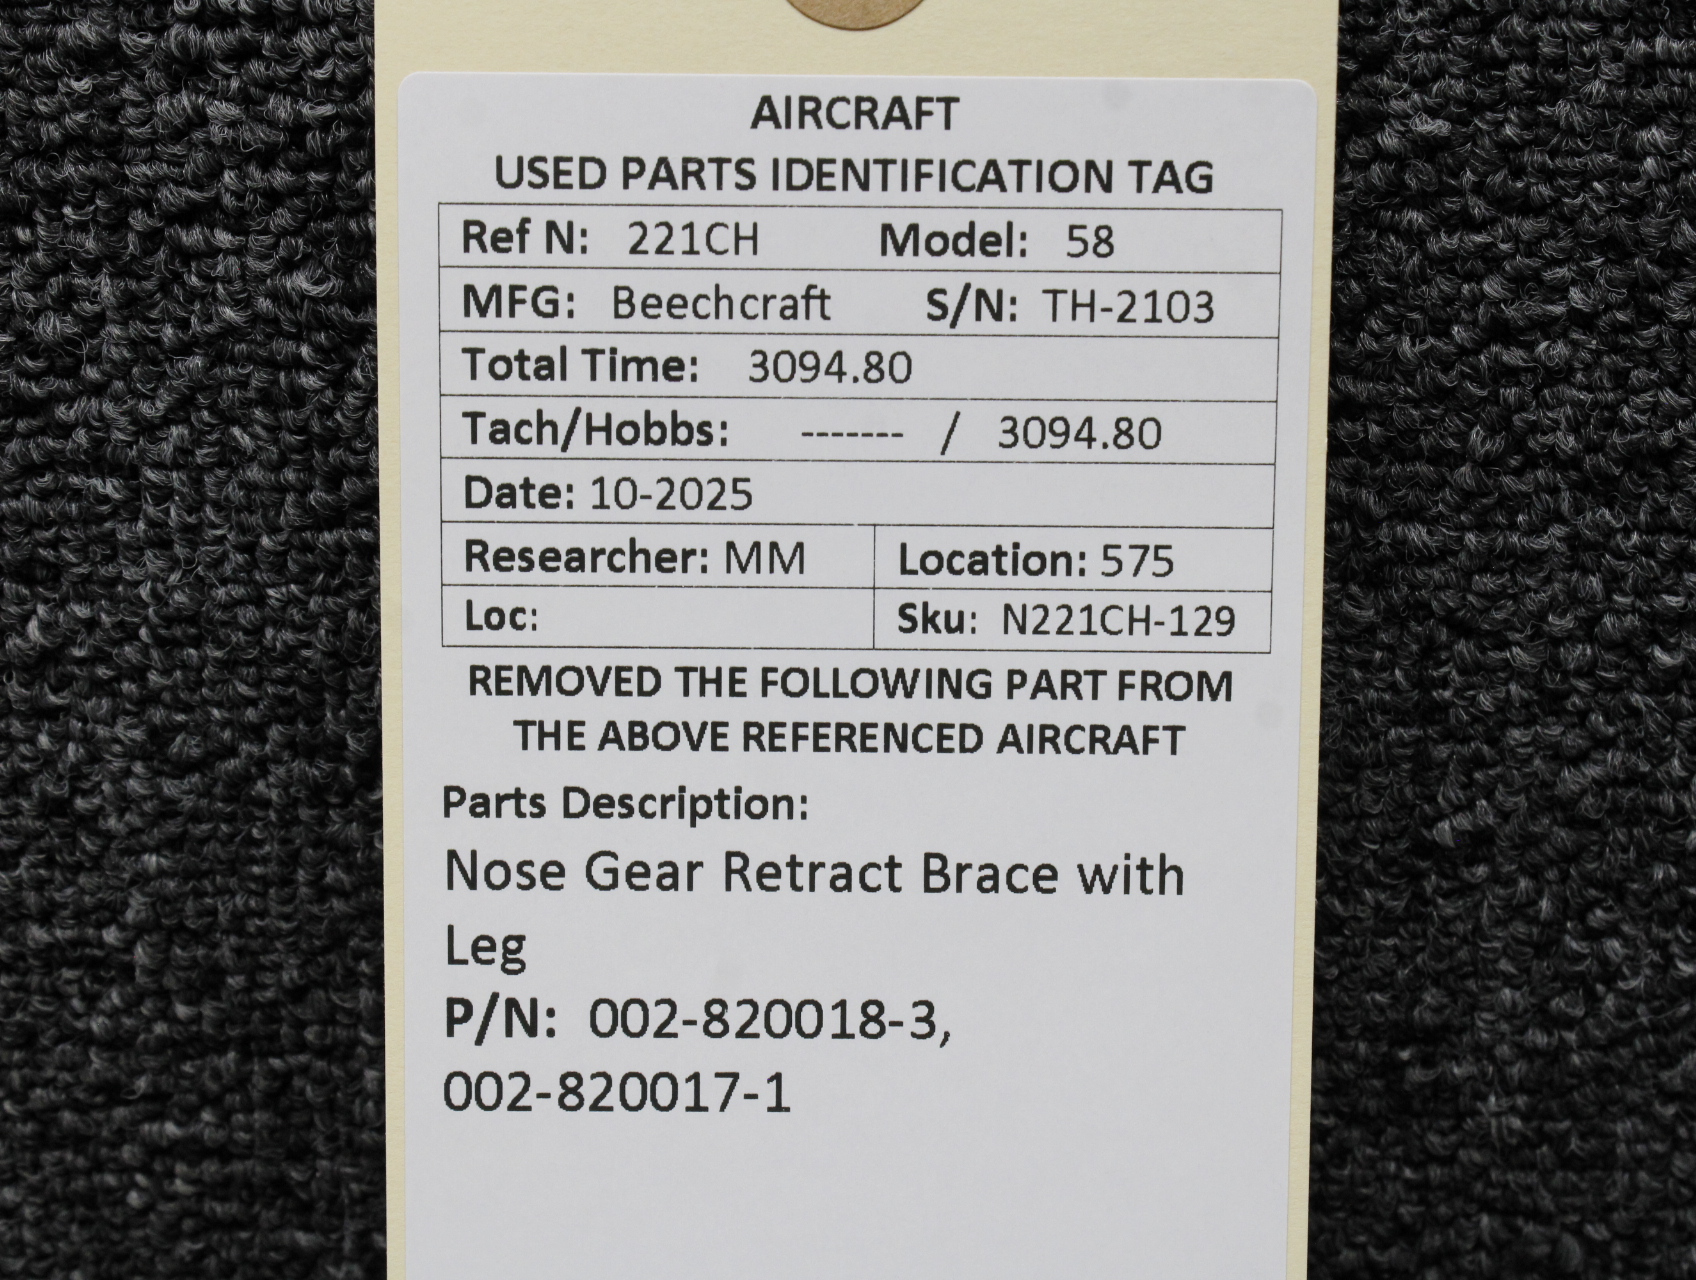 AIRCRAFT
USED PARTS IDENTIFICATION TAG
Ref N: 221CH Model: 58
MFG: Beechcraft S/N: TH-2103
Total Time: 3094.80
Tach/Hobbs: ------- / 3094.80
Date: 10-2025
Researcher: MM Location: 575
Loc: Sku: N221CH-129
REMOVED THE FOLLOWING PART FROM
THE ABOVE REFERENCED AIRCRAFT
Parts Description:
Nose Gear Retract Brace with
Leg
P/N: 002-820018-3,
002-820017-1